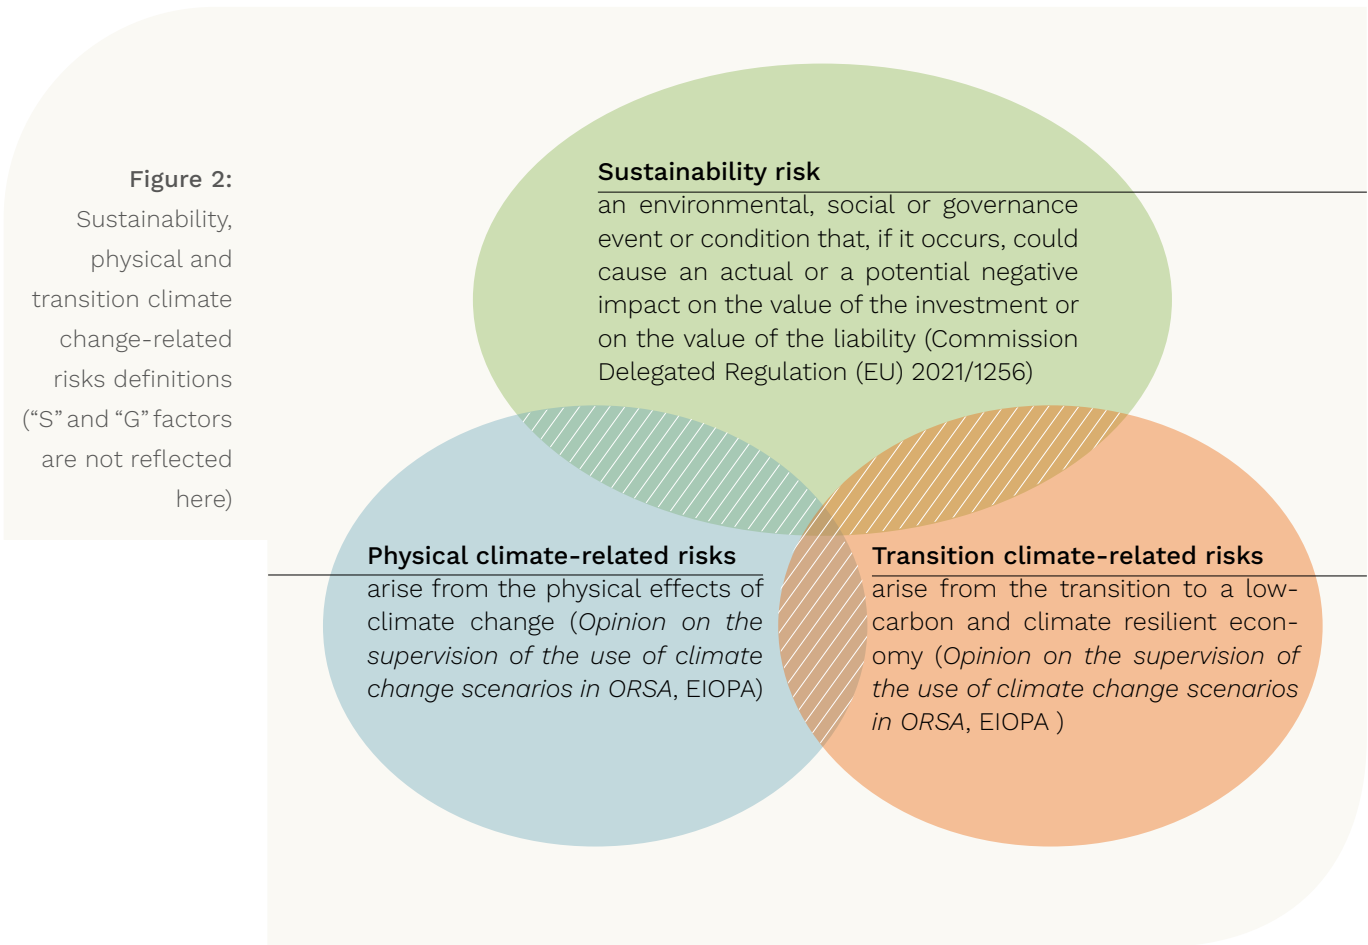 Figure 2:
Sustainability,
physical and
transition climate
change-related
risks definitions
(“S” and “G” factors
are not reflected
here)
Sustainability risk
an environmental, social or governance
event or condition that, if it occurs, could
cause an actual or a potential negative
impact on the value of the investment or
on the value of the liability (Commission
Delegated Regulation (EU) 2021/1256)
Physical climate-related risks
arise from the physical effects of
climate change (Opinion on the
supervision of the use of climate
change scenarios in ORSA, EIOPA)
Transition climate-related risks
arise from the transition to a low-
carbon and climate resilient econ-
omy (Opinion on the supervision of
the use of climate change scenarios
in ORSA, EIOPA )